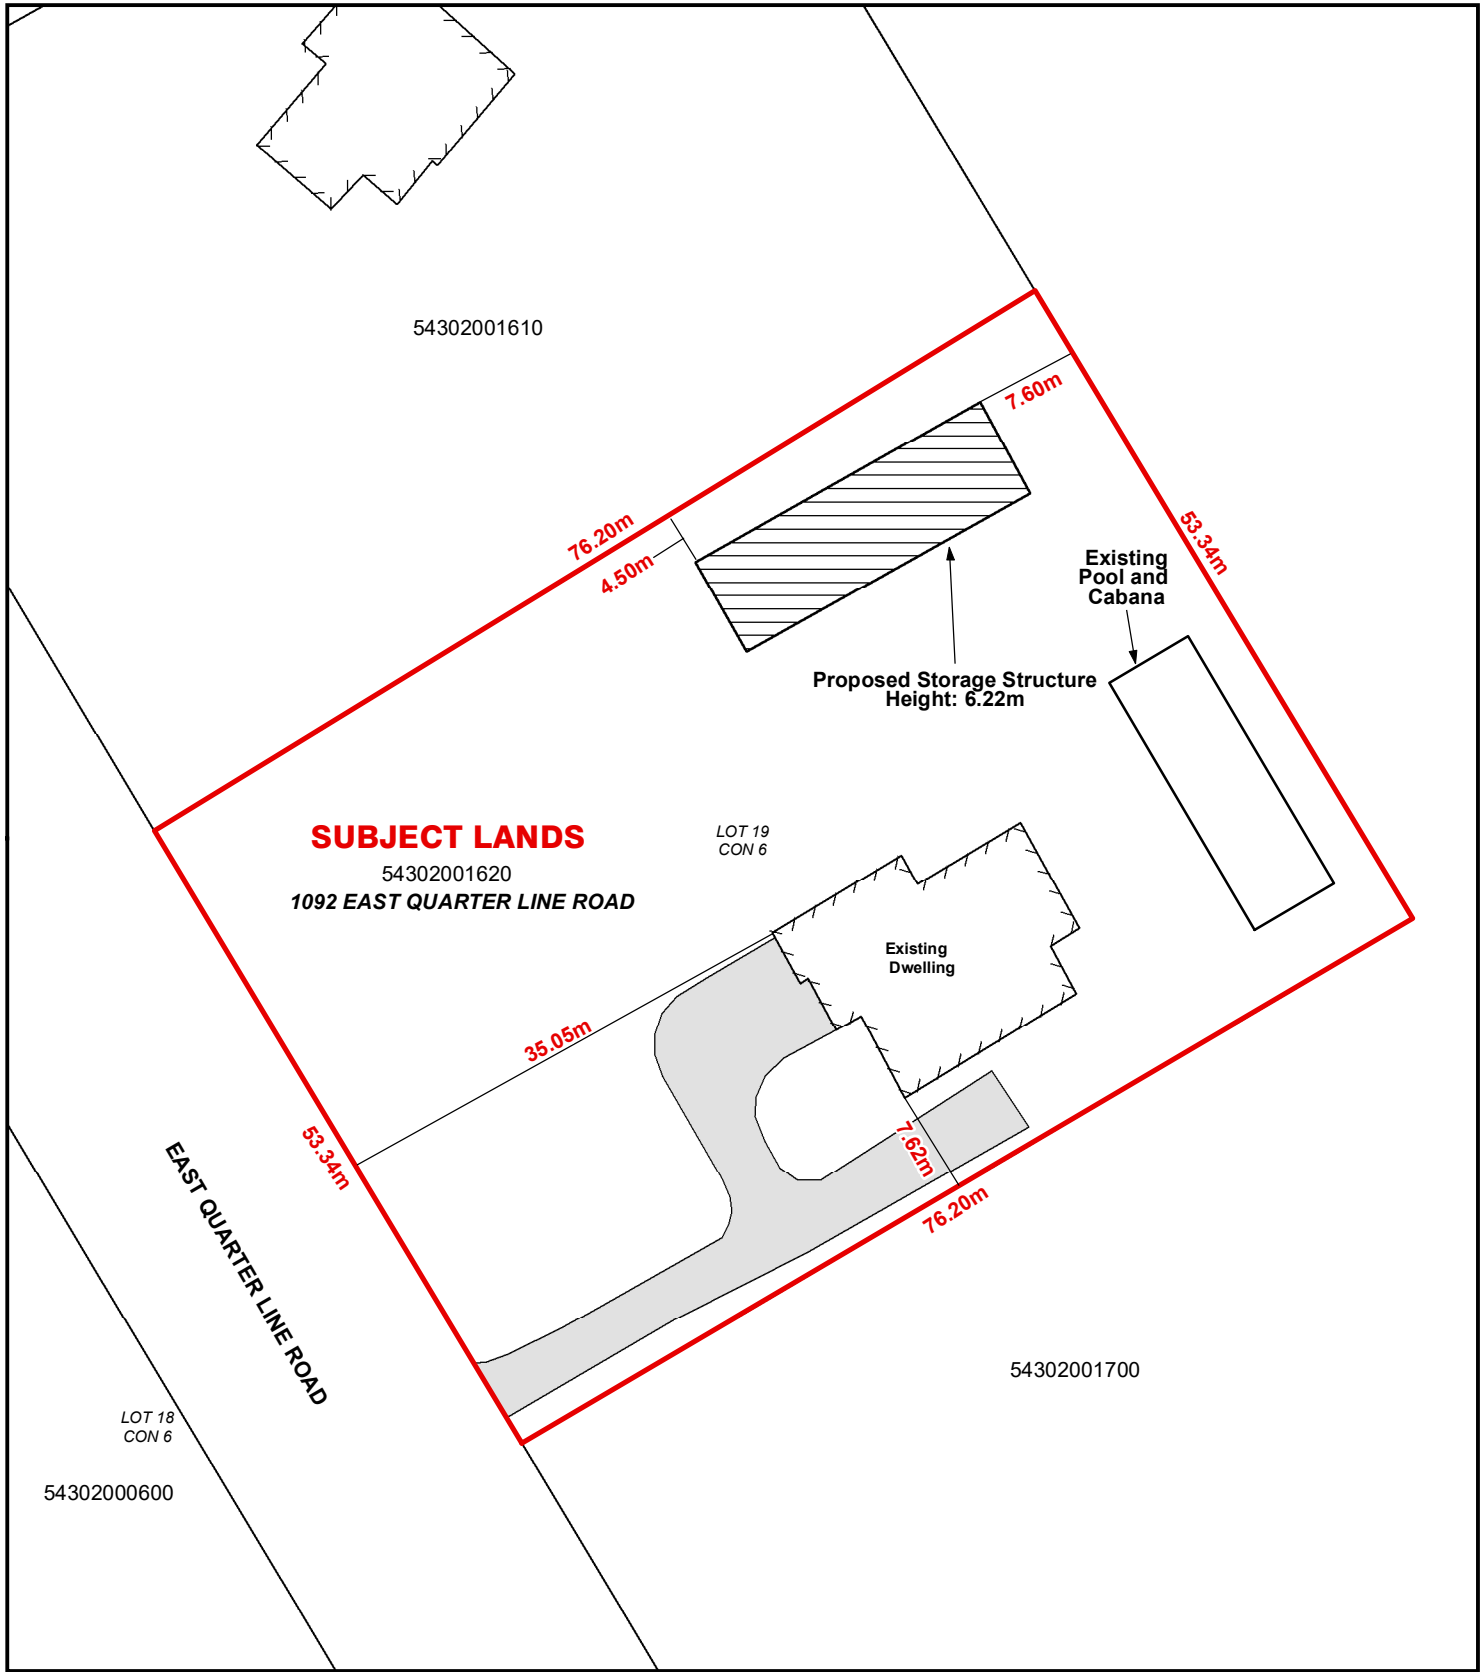 54302001610
7.60m
76.20m
4.50m
53.34m
Existing
Pool and
Cabana
Proposed Storage Structure
Height: 6.22m
SUBJECT LANDS
54302001620
1092 EAST QUARTER LINE ROAD
LOT 19
CON 6
Existing
Dwelling
35.05m
53.34m
7.62m
76.20m
EAST QUARTER LINE ROAD
54302001700
LOT 18
CON 6
54302000600